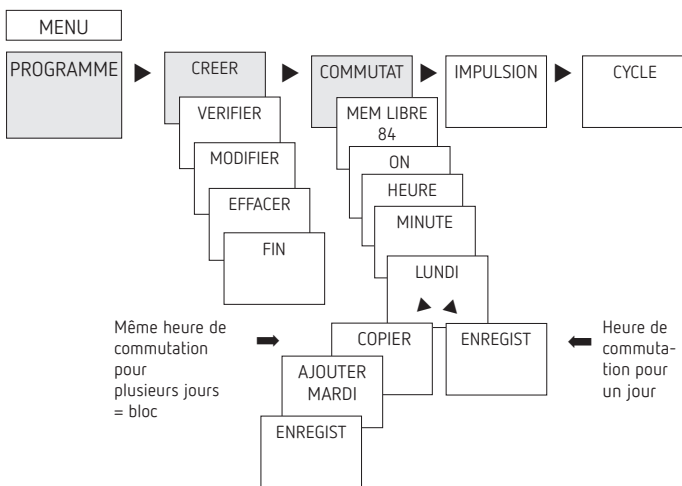 MENU
PROGRAMME
CREER
COMMUTAT
IMPULSION
CYCLE
VERIFIER
MODIFIER
EFFACER
FIN
MEM LIBRE
84
ON
HEURE
MINUTE
LUNDI
COPIER
ENREGIST
AJOUTER
MARDI
ENREGIST
Même heure de
commutation
pour
plusieurs jours
= bloc
Heure de
commuta-
tion pour
un jour